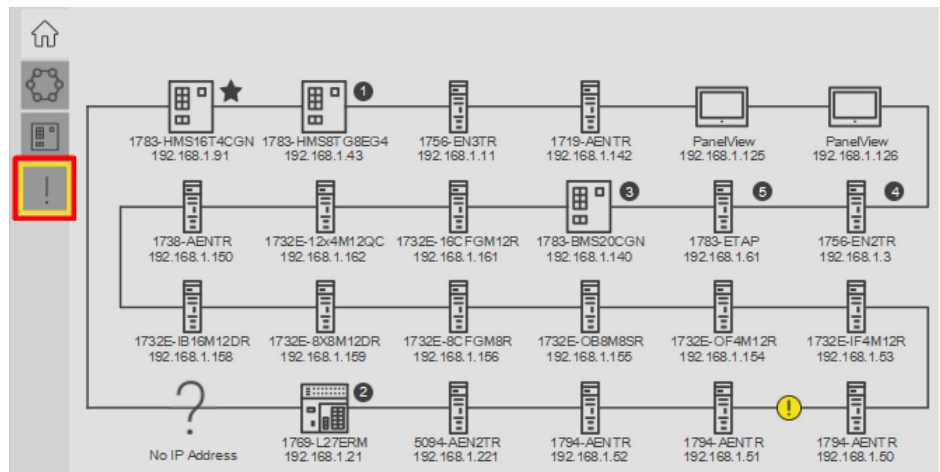 1
1783-HMS16T4CGN 1783-HMS8TG8EG4 1756-EN3TR 1719-AENTR PanelView PanelView
192.168.1.91 192.168.1.43 192.168.1.11 192.168.1.142 192.168.1.125 192.168.1.126
3 5 4
1738-AENTR 1732E-12x4M12QC 1732E-16CFGM12R 1783-BMS20CGN 1783-ETAP 1756-EN2TR
192.168.1.150 192.168.1.162 192.168.1.161 192.168.1.140 192.168.1.61 192.168.1.3
1732E-IB16M12DR 1732E-8X8M12DR 1732E-8CFGM8R 1732E-OB8M8SR 1732E-OF4M12R 1732E-IF4M12R
192.168.1.158 192.168.1.159 192.168.1.156 192.168.1.155 192.168.1.154 192.168.1.53
? 2 !
1769-L27ERM 5094-AEN2TR 1794-AENTR 1794-AENTR 1794-AENTR
No IP Address 192.168.1.21 192.168.1.221 192.168.1.52 192.168.1.51 192.168.1.50